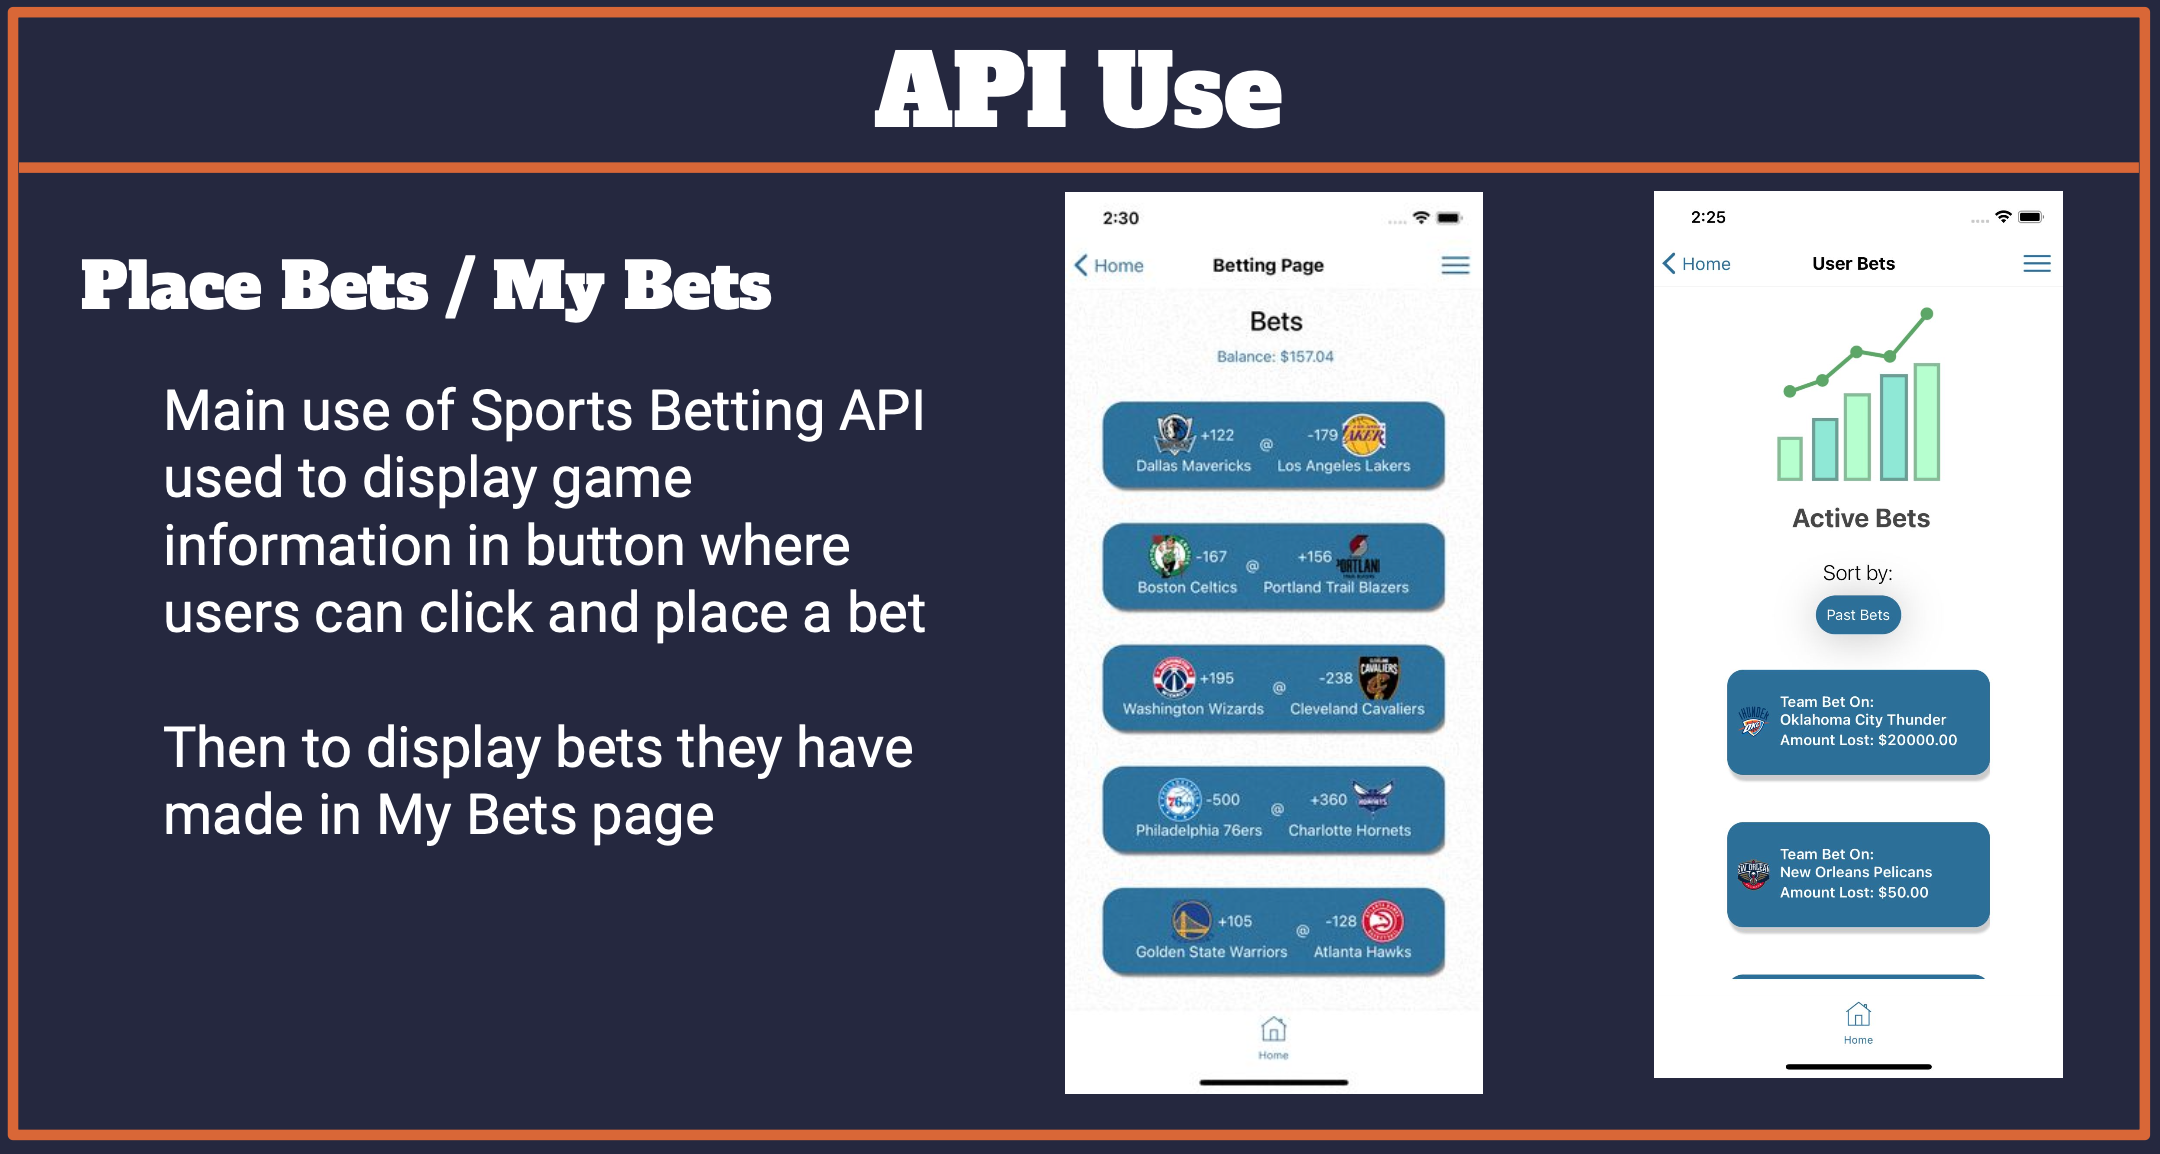 API Use
Place Bets / My Bets
Main use of Sports Betting API
used to display game
information in button where
users can click and place a bet
Then to display bets they have
made in My Bets page
2:30
Home
Betting Page
Bets
Balance: $157.04
+122 @ -179
Dallas Mavericks Los Angeles Lakers
-167 @ +156
Boston Celtics Portland Trail Blazers
+195 @ -238 CAVALIERS
Washington Wizards Cleveland Cavaliers
76ers -500 @ +360
Philadelphia 76ers Charlotte Hornets
+105 @ -128
Golden State Warriors Atlanta Hawks
Home
2:25
Home
User Bets
Active Bets
Sort by:
Past Bets
Team Bet On:
Oklahoma City Thunder
Amount Lost: $20000.00
Team Bet On:
New Orleans Pelicans
Amount Lost: $50.00
Home